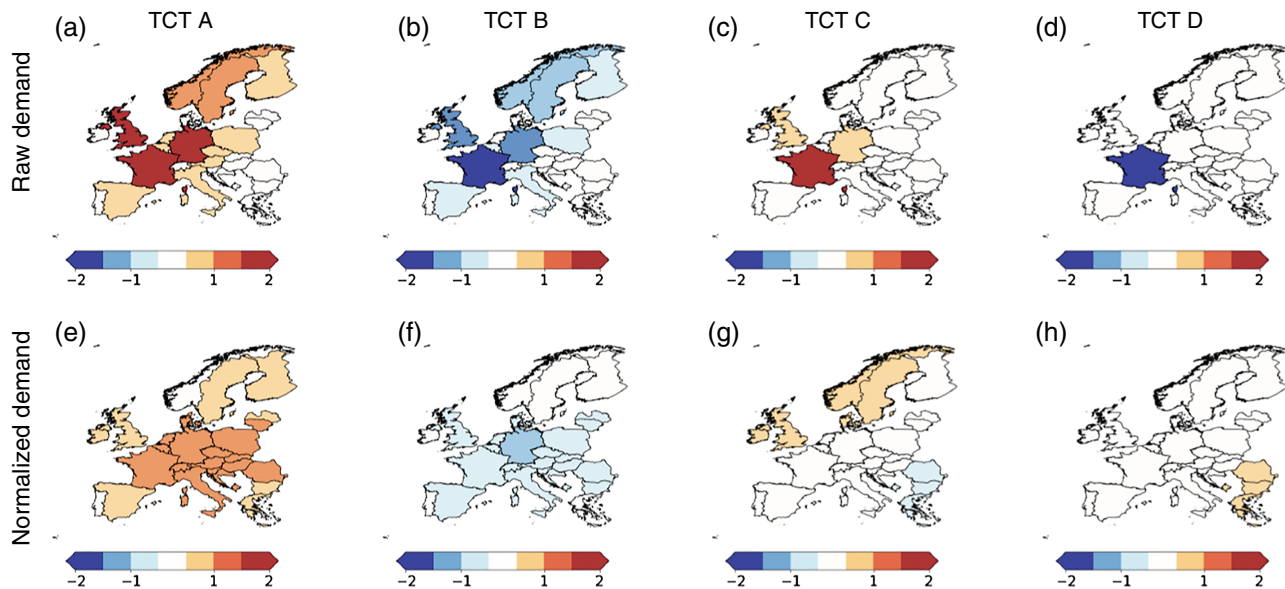 TCT A TCT B TCT C TCT D
(a) (b) (c) (d)
Raw demand
−2 −1 1 2 −2 −1 1 2 −2 −1 1 2 −2 −1 1 2
(e) (f) (g) (h)
Normalized demand
−2 −1 1 2 −2 −1 1 2 −2 −1 1 2 −2 −1 1 2